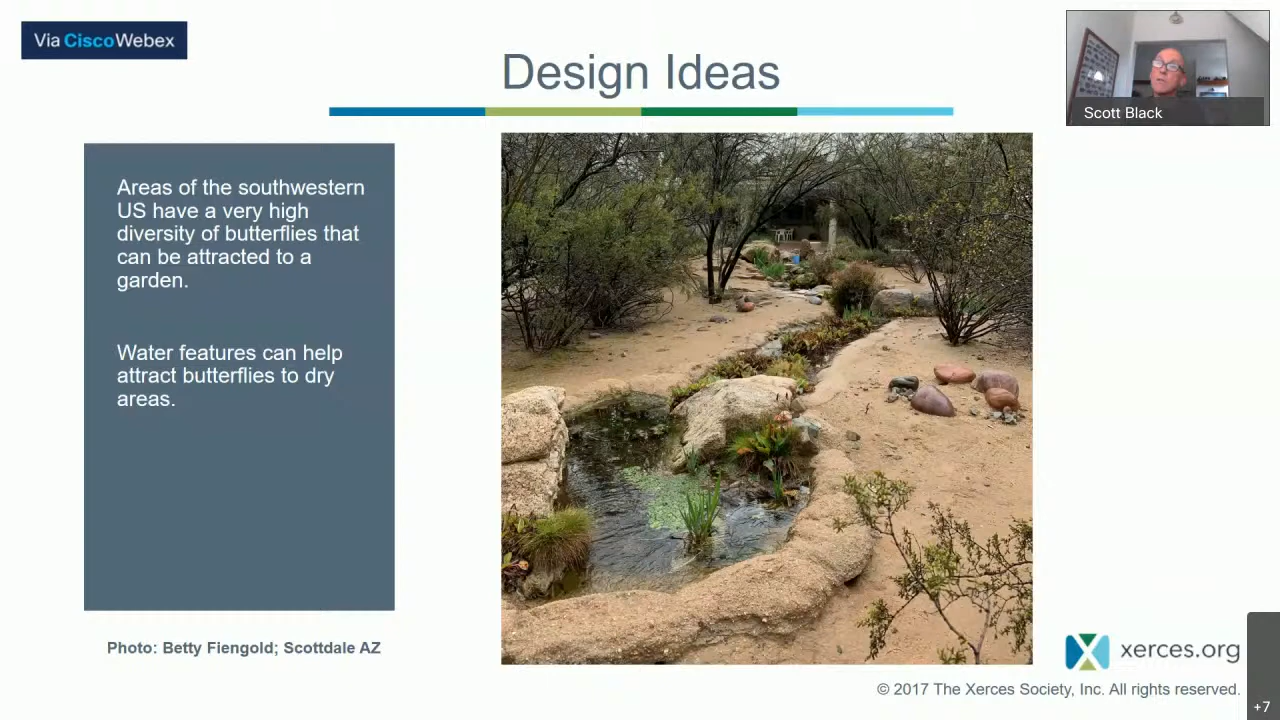 Via Cisco Webex
Design Ideas
Scott Black
Areas of the southwestern
US have a very high
diversity of butterflies that
can be attracted to a
garden.
Water features can help
attract butterflies to dry
areas.
Photo: Betty Fiengold; Scottdale AZ
xerces.org
© 2017 The Xerces Society, Inc. All rights reserved.
+7